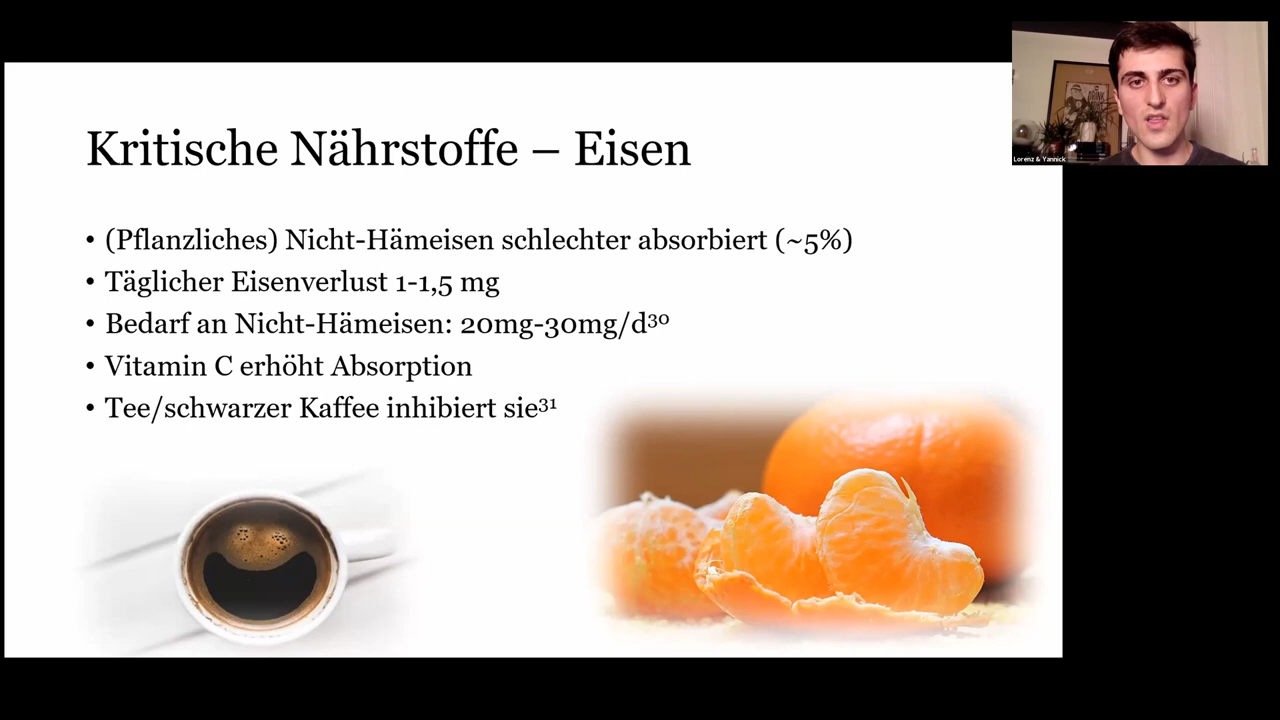 Kritische Nährstoffe – Eisen
• (Pflanzliches) Nicht-Hämeisen schlechter absorbiert (~5%)
• Täglicher Eisenverlust 1-1,5 mg
• Bedarf an Nicht-Hämeisen: 20mg-30mg/d³⁰
• Vitamin C erhöht Absorption
• Tee/schwarzer Kaffee inhibiert sie³¹
DRINK
Lorenz & Yannick